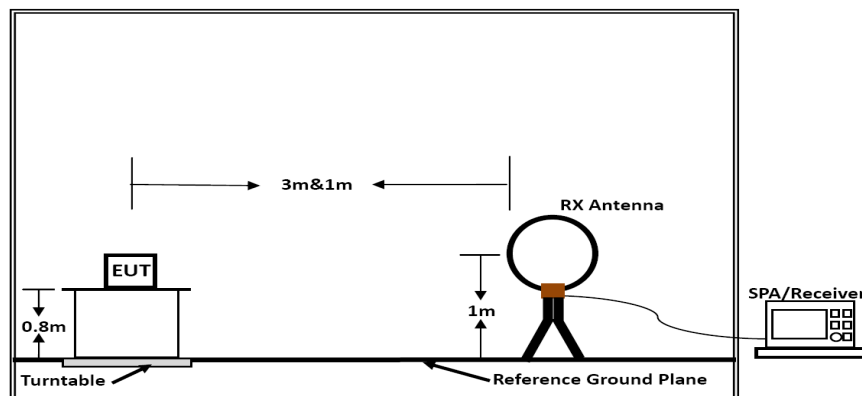 3m&1m
RX Antenna
EUT
1m
SPA/Receiver
0.8m
Turntable
Reference Ground Plane